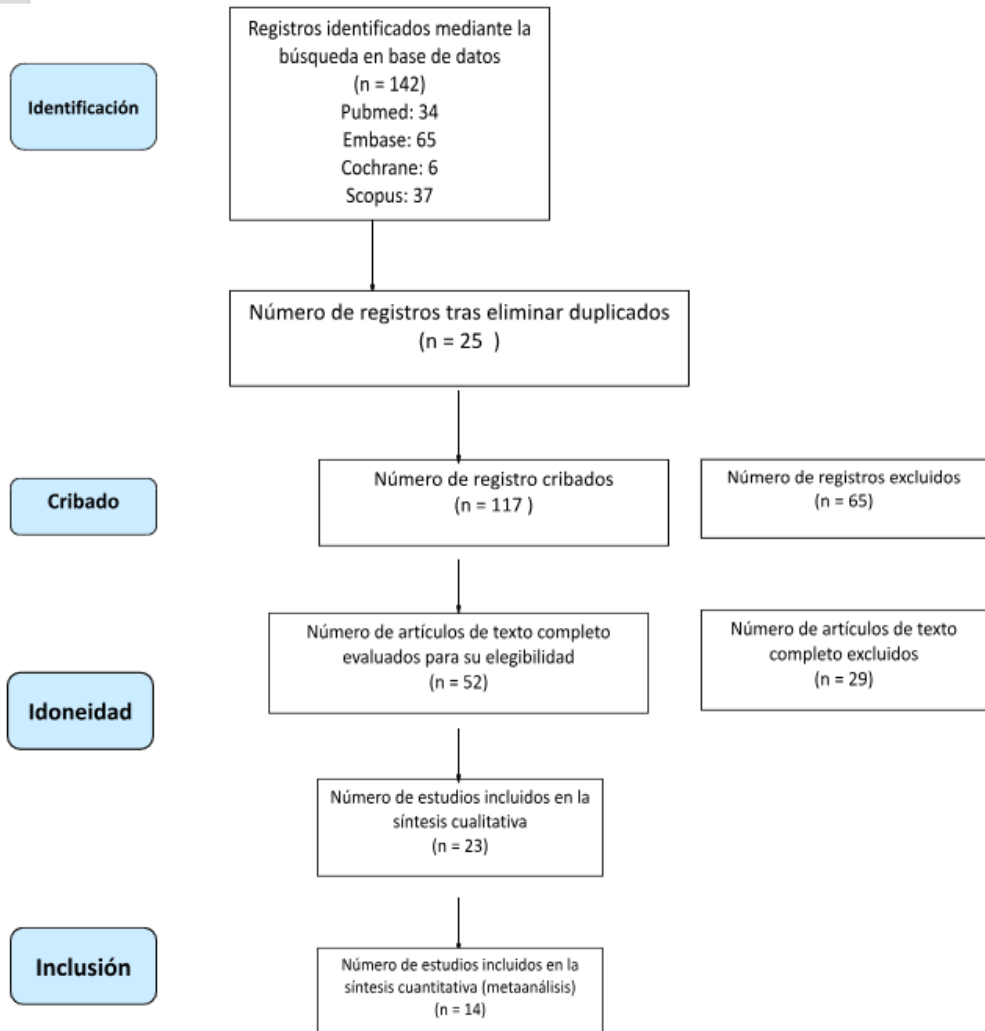 Registros identificados mediante la
búsqueda en base de datos
(n = 142)
Pubmed: 34
Embase: 65
Cochrane: 6
Scopus: 37
Identificación
Número de registros tras eliminar duplicados
(n = 25 )
Cribado
Número de registro cribados
(n = 117 )
Número de registros excluidos
(n = 65)
Idoneidad
Número de artículos de texto completo
evaluados para su elegibilidad
(n = 52)
Número de artículos de texto
completo excluidos
(n = 29)
Número de estudios incluidos en la
síntesis cualitativa
(n = 23)
Inclusión
Número de estudios incluidos en la
síntesis cuantitativa (metaanálisis)
(n = 14)